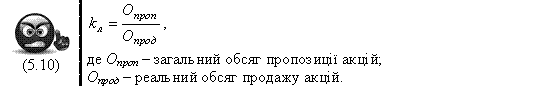 k_л = О_проп / О_прод ,
(5.10)
де О_проп – загальний обсяг пропозиції акцій;
О_прод – реальний обсяг продажу акцій.